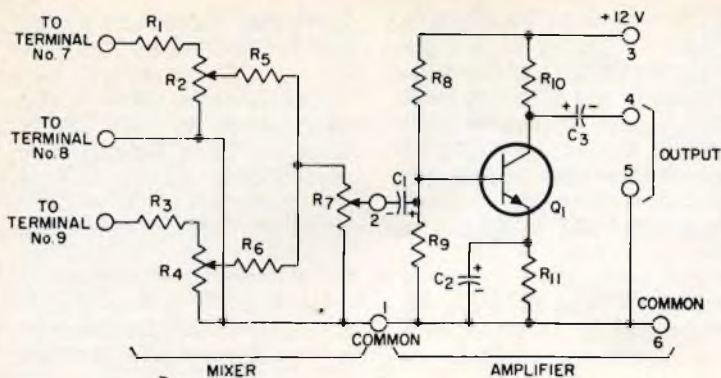 TO TERMINAL No. 7
R1
R2
R5
TO TERMINAL No. 8
TO TERMINAL No. 9
R3
R4
R6
R7
2
C1
-
+
1
COMMON
R8
R9
C2
+
-
R10
Q1
R11
+
-
C3
+12 V
3
4
5
OUTPUT
COMMON
6
MIXER
AMPLIFIER